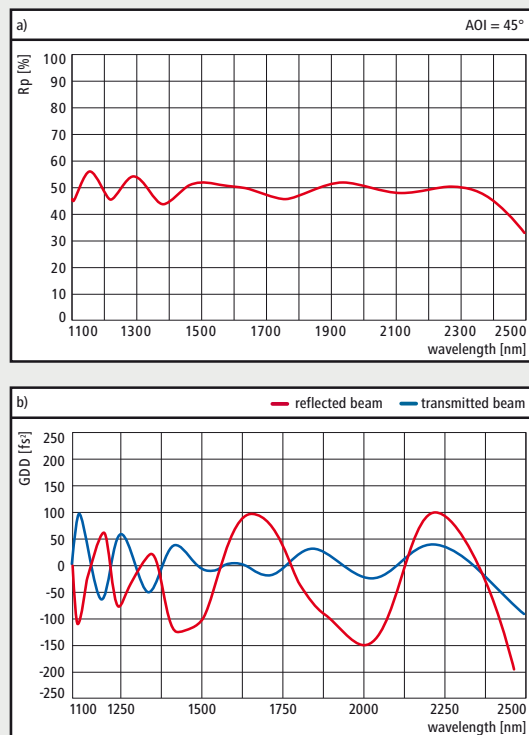 a) AOI = 45°
Rp [%]
100
90
80
70
60
50
40
30
20
10
0
1100 1300 1500 1700 1900 2100 2300 2500
wavelength [nm]
b) reflected beam transmitted beam
GDD [fs²]
250
200
150
100
50
0
-50
-100
-150
-200
-250
1100 1250 1500 1750 2000 2250 2500
wavelength [nm]